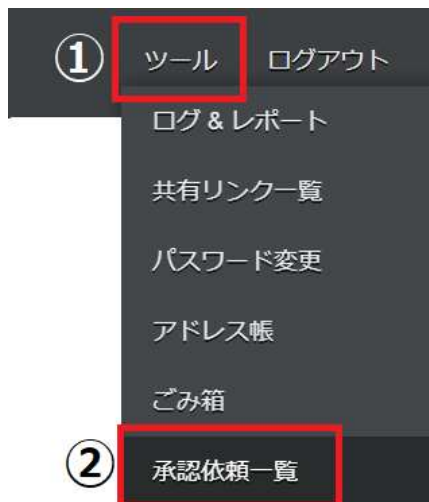 ① ツール ログアウト
ログ & レポート
共有リンク一覧
パスワード変更
アドレス帳
ごみ箱
② 承認依頼一覧